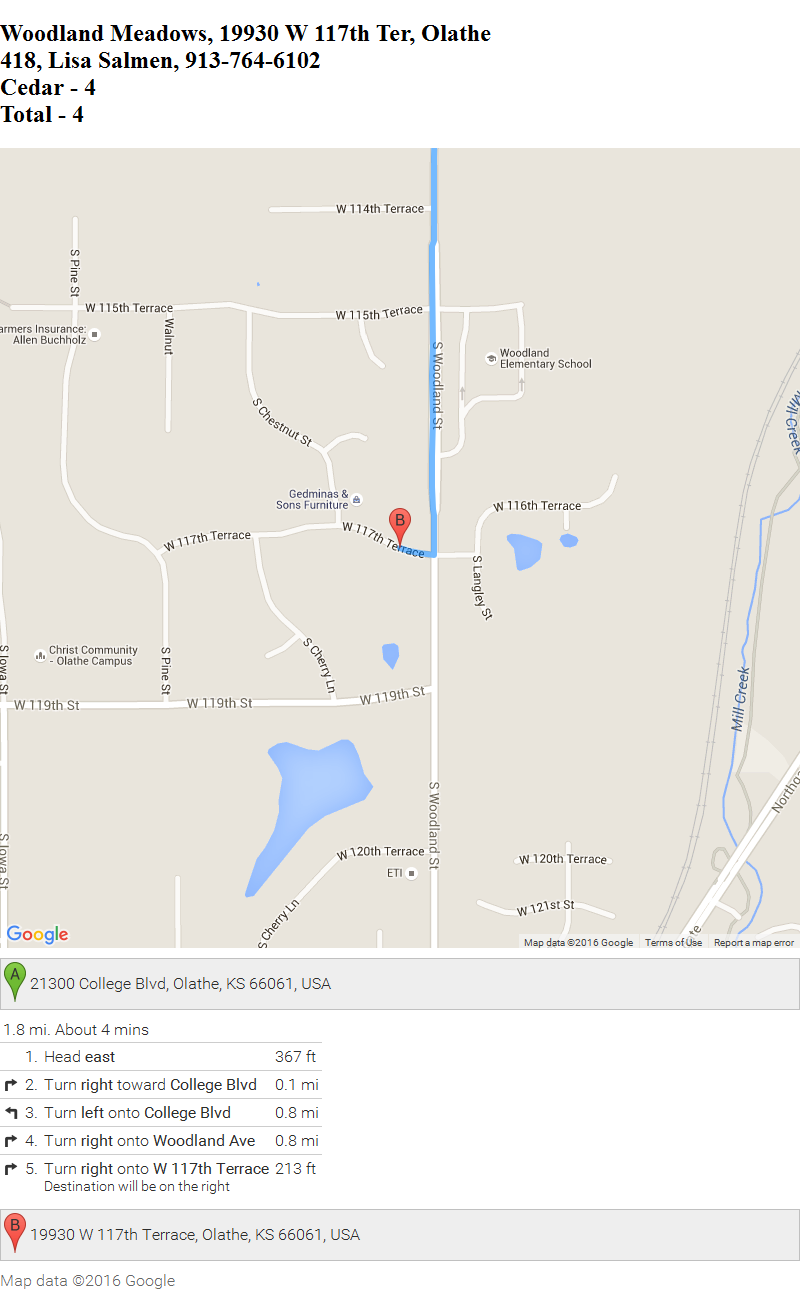 Woodland Meadows, 19930 W 117th Ter, Olathe
418, Lisa Salmen, 913-764-6102
Cedar - 4
Total - 4
W 114th Terrace
S Pine St
W 115th Terrace
W 115th Terrace
armers Insurance:
Allen Buchholz
Walnut
S Woodland St
Woodland
Elementary School
Mill Creek
S Chestnut St
Gedminas &
Sons Furniture
B
W 117th Terrace
W 116th Terrace
W 117th Terrace
S Langley St
Christ Community
- Olathe Campus
S Iowa St
S Pine St
S Cherry Ln
Mill Creek
W 119th St
W 119th St
W 119th St
S Woodland St
Northga
S Iowa St
W 120th Terrace
ETI
W 120th Terrace
W 121st St
S Cherry Ln
te
Google
Map data ©2016 Google
Terms of Use
Report a map error
A
21300 College Blvd, Olathe, KS 66061, USA
1.8 mi. About 4 mins
1. Head east 367 ft
2. Turn right toward College Blvd 0.1 mi
3. Turn left onto College Blvd 0.8 mi
4. Turn right onto Woodland Ave 0.8 mi
5. Turn right onto W 117th Terrace 213 ft
Destination will be on the right
B
19930 W 117th Terrace, Olathe, KS 66061, USA
Map data ©2016 Google